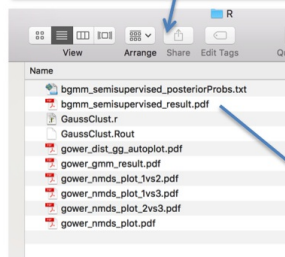 R
View Arrange Share Edit Tags
Name
bgmm_semisupervised_posteriorProbs.txt
bgmm_semisupervised_result.pdf
GaussClust.r
GaussClust.Rout
gower_dist_gg_autoplot.pdf
gower_gmm_result.pdf
gower_nmds_plot_1vs2.pdf
gower_nmds_plot_1vs3.pdf
gower_nmds_plot_2vs3.pdf
gower_nmds_plot.pdf